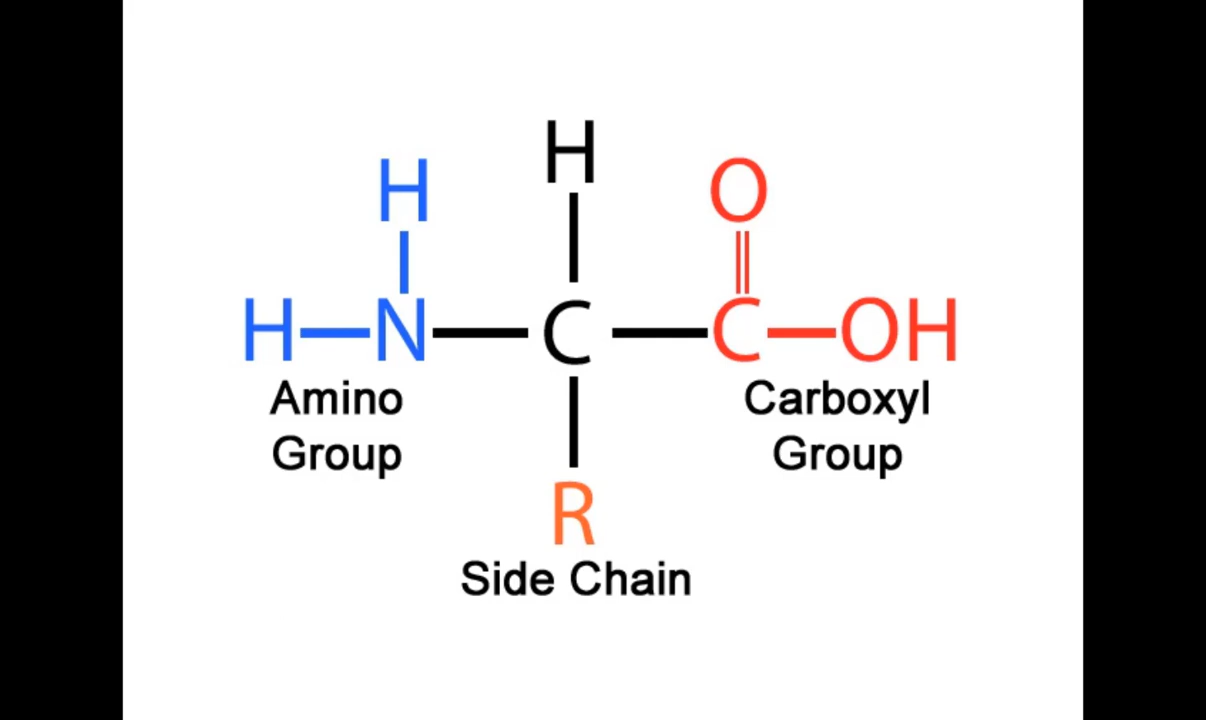 H
H
O
H N C C OH
Amino
Group
Carboxyl
Group
R
Side Chain